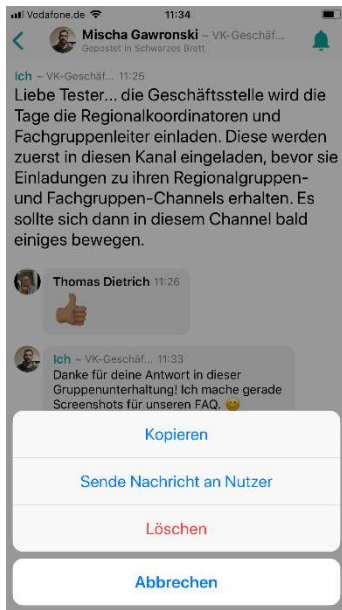 Vodafone.de 11:34
Mischa Gawronski ~ VK-Geschäf...
Gepostet in Schwarzes Brett
Ich ~ VK-Geschäf... 11:25
Liebe Tester... die Geschäftsstelle wird die
Tage die Regionalkoordinatoren und
Fachgruppenleiter einladen. Diese werden
zuerst in diesen Kanal eingeladen, bevor sie
Einladungen zu ihren Regionalgruppen-
und Fachgruppen-Channels erhalten. Es
sollte sich dann in diesem Channel bald
einiges bewegen.
Thomas Dietrich 11:26
Ich ~ VK-Geschäf... 11:33
Danke für deine Antwort in dieser
Gruppenunterhaltung! Ich mache gerade
Screenshots für unseren FAQ.
Kopieren
Sende Nachricht an Nutzer
Löschen
Abbrechen